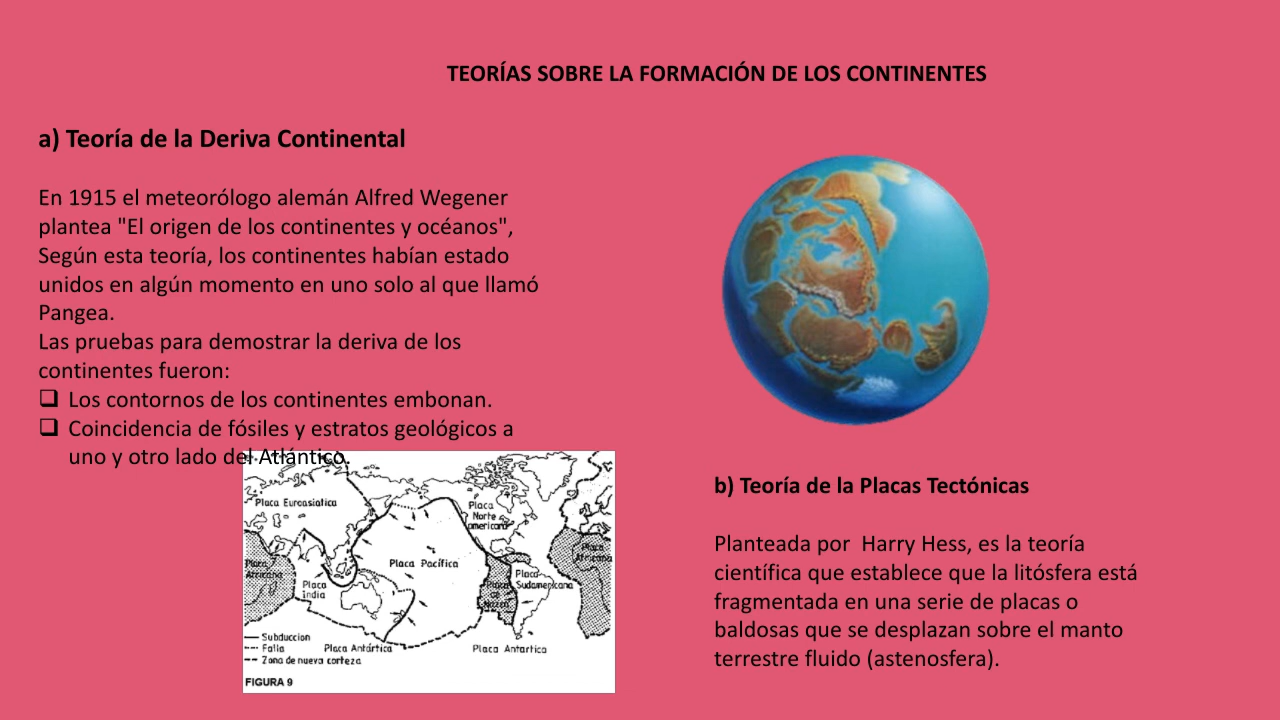 TEORÍAS SOBRE LA FORMACIÓN DE LOS CONTINENTES
a) Teoría de la Deriva Continental
En 1915 el meteorólogo alemán Alfred Wegener
plantea "El origen de los continentes y océanos",
Según esta teoría, los continentes habían estado
unidos en algún momento en uno solo al que llamó
Pangea.
Las pruebas para demostrar la deriva de los
continentes fueron:
❑ Los contornos de los continentes embonan.
❑ Coincidencia de fósiles y estratos geológicos a
uno y otro lado del Atlántico.
Placa Euroasiatica
Placa
Norte
americana
Placa
Africana
Placa
India
Placa Pacífica
Placa
de
Nazca
Placa
Sudamericana
Placa
Africana
Subduccion
Falla
Zona de nueva corteza
Placa Antártica
Placa Antartica
FIGURA 9
b) Teoría de la Placas Tectónicas
Planteada por  Harry Hess, es la teoría
científica que establece que la litósfera está
fragmentada en una serie de placas o
baldosas que se desplazan sobre el manto
terrestre fluido (astenosfera).